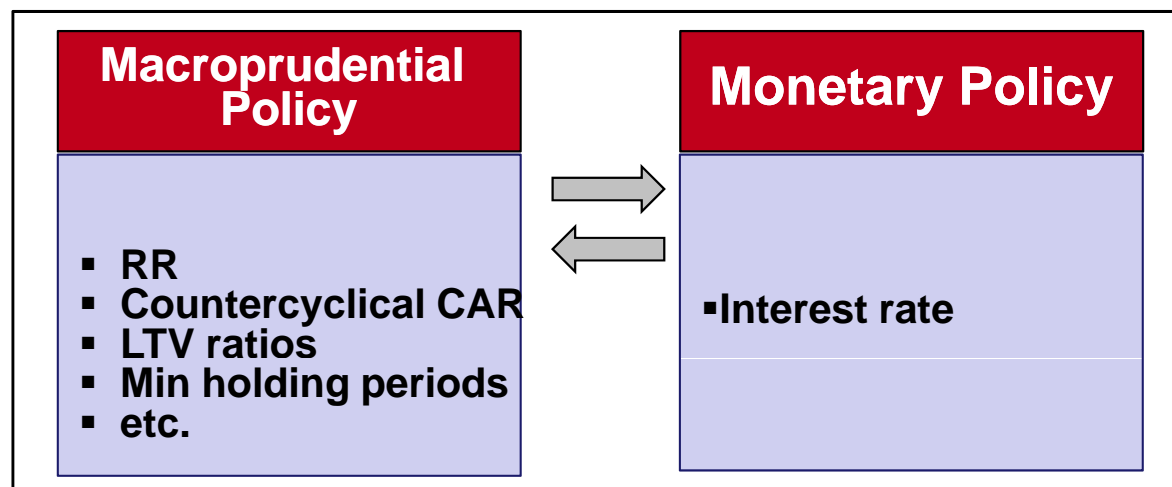 Macroprudential
Policy
Monetary Policy
▪ RR
▪ Countercyclical CAR
▪ LTV ratios
▪ Min holding periods
▪ etc.
▪Interest rate